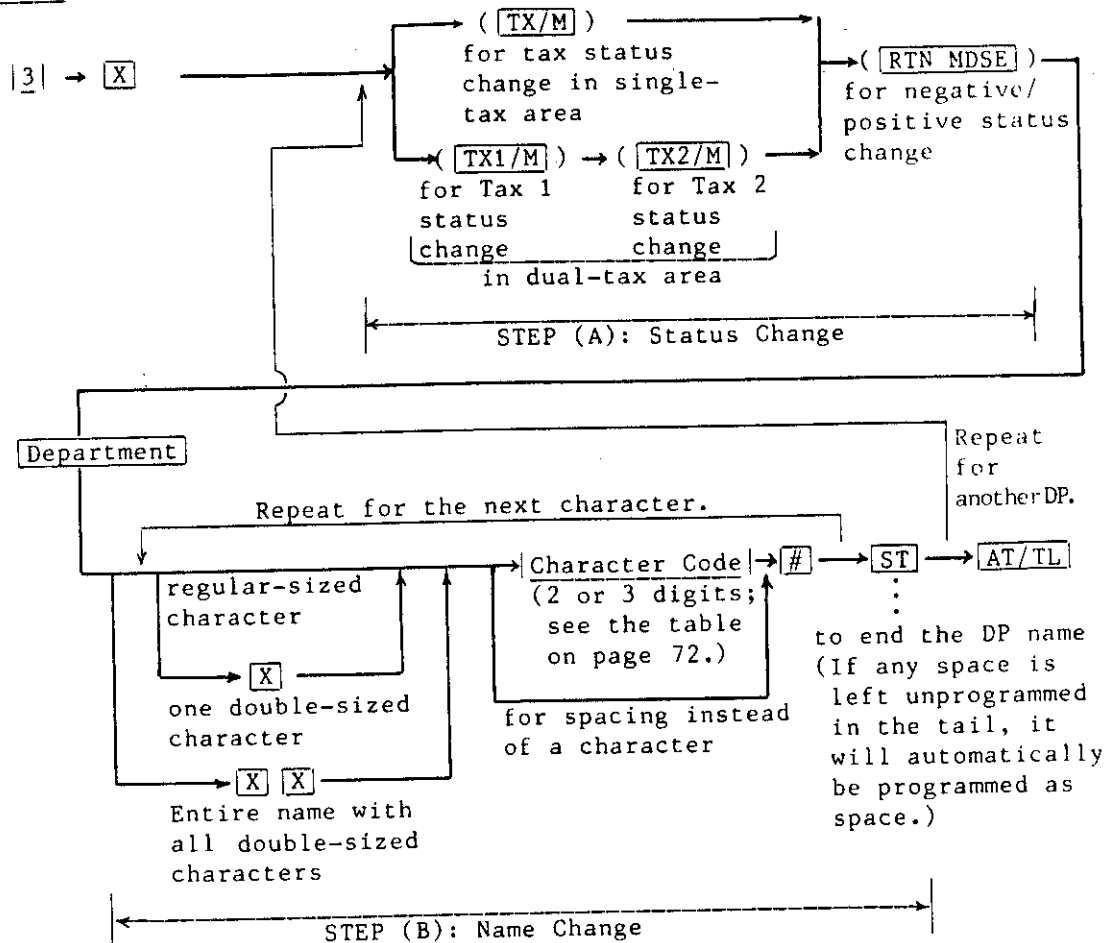 ( TX/M )
for tax status
change in single-
tax area
|3| → X
( RTN MDSE )
for negative/
positive status
change
( TX1/M ) → ( TX2/M )
for Tax 1 for Tax 2
status status
change change
in dual-tax area
STEP (A): Status Change
Department
Repeat
for
another DP.
Repeat for the next character.
regular-sized
character
|Character Code| → # → ST → AT/TL
(2 or 3 digits;
see the table
on page 72.)
X
one double-sized
character
for spacing instead
of a character
to end the DP name
(If any space is
left unprogrammed
in the tail, it
will automatically
be programmed as
space.)
X X
Entire name with
all double-sized
characters
STEP (B): Name Change